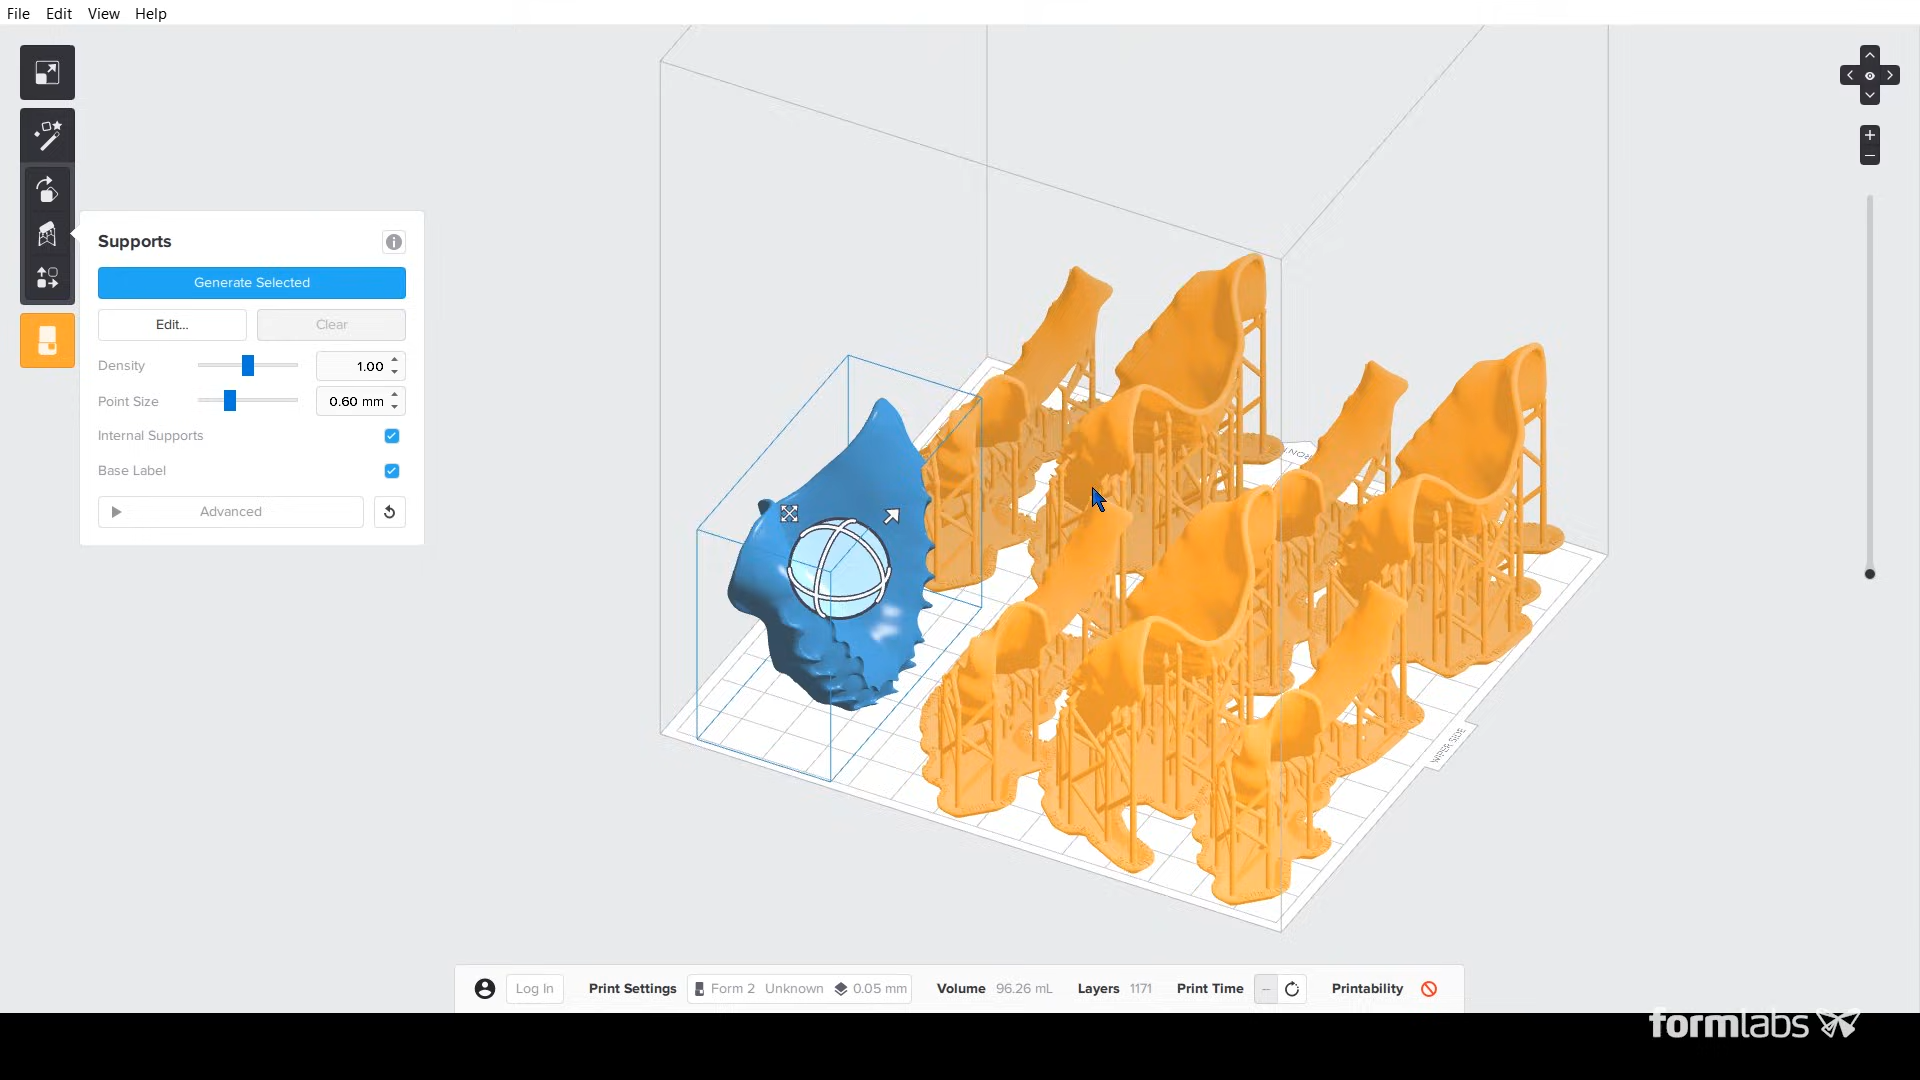 File Edit View Help
Supports
Generate Selected
Edit... Clear
Density 1.00
Point Size 0.60 mm
Internal Supports
Base Label
Advanced
WIPER SIDE
Log In Print Settings Form 2 Unknown 0.05 mm Volume 96.26 mL Layers 1171 Print Time – Printability
formlabs